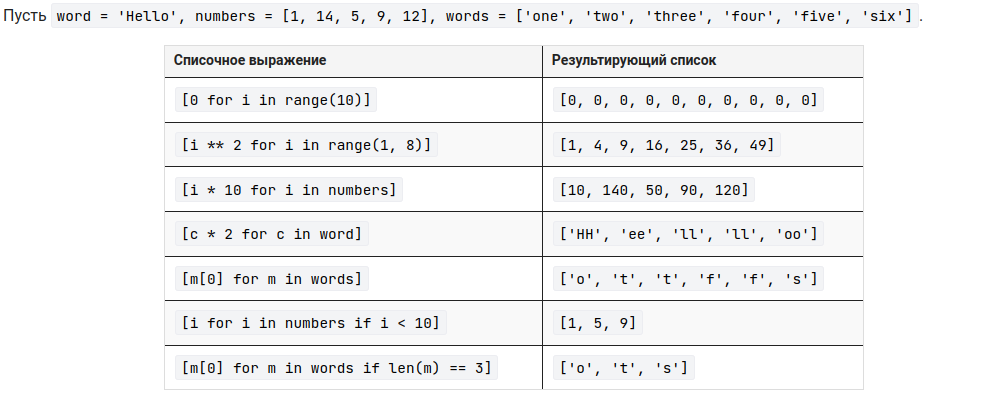 Пусть word = 'Hello', numbers = [1, 14, 5, 9, 12], words = ['one', 'two', 'three', 'four', 'five', 'six'].
Списочное выражение Результирующий список
[0 for i in range(10)] [0, 0, 0, 0, 0, 0, 0, 0, 0, 0]
[i ** 2 for i in range(1, 8)] [1, 4, 9, 16, 25, 36, 49]
[i * 10 for i in numbers] [10, 140, 50, 90, 120]
[c * 2 for c in word] ['HH', 'ee', 'll', 'll', 'oo']
[m[0] for m in words] ['o', 't', 't', 'f', 'f', 's']
[i for i in numbers if i < 10] [1, 5, 9]
[m[0] for m in words if len(m) == 3] ['o', 't', 's']